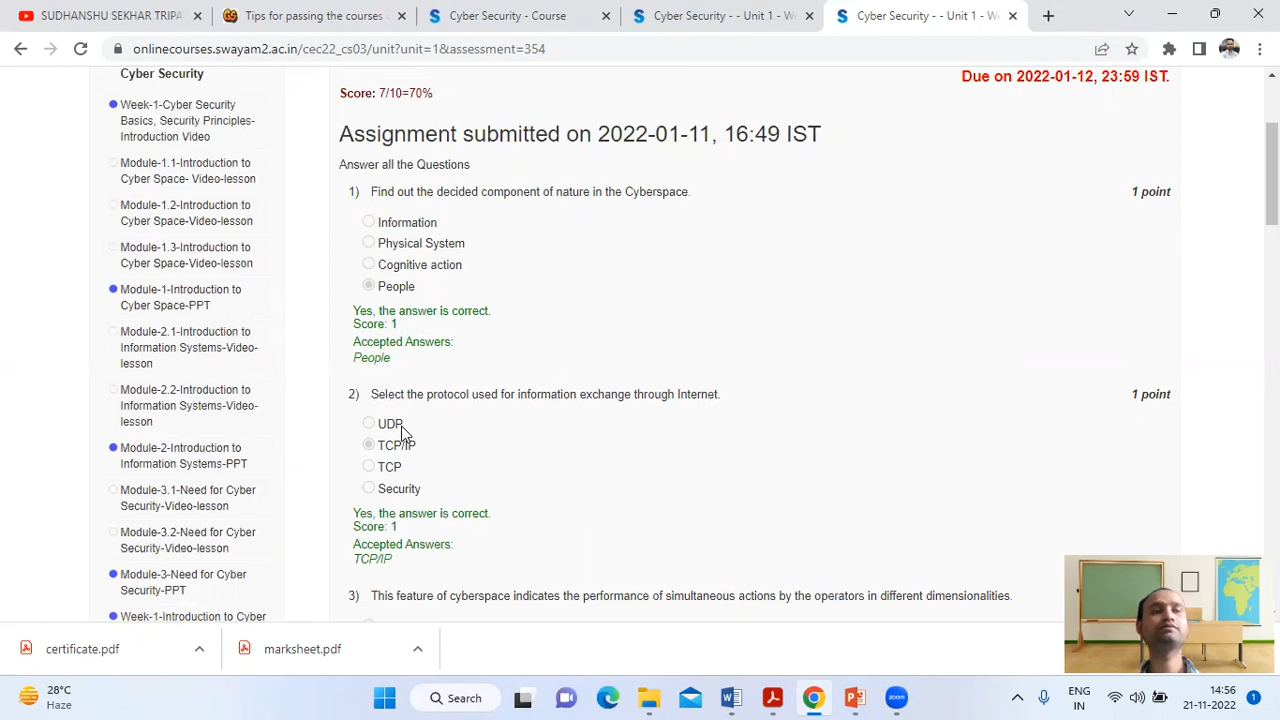 SUDHANSHU SEKHAR TRIPA
Tips for passing the courses
Cyber Security - Course
Cyber Security - - Unit 1 - We
Cyber Security - - Unit 1 - We
onlinecourses.swayam2.ac.in/cec22_cs03/unit?unit=1&assessment=354
Cyber Security
Week-1-Cyber Security
Basics, Security Principles-
Introduction Video
Module-1.1-Introduction to
Cyber Space- Video-lesson
Module-1.2-Introduction to
Cyber Space-Video-lesson
Module-1.3-Introduction to
Cyber Space-Video-lesson
Module-1-Introduction to
Cyber Space-PPT
Module-2.1-Introduction to
Information Systems-Video-
lesson
Module-2.2-Introduction to
Information Systems-Video-
lesson
Module-2-Introduction to
Information Systems-PPT
Module-3.1-Need for Cyber
Security-Video-lesson
Module-3.2-Need for Cyber
Security-Video-lesson
Module-3-Need for Cyber
Security-PPT
Week-1-Introduction to Cyber
Due on 2022-01-12, 23:59 IST.
Score: 7/10=70%
Assignment submitted on 2022-01-11, 16:49 IST
Answer all the Questions
1) Find out the decided component of nature in the Cyberspace. 1 point
Information
Physical System
Cognitive action
People
Yes, the answer is correct.
Score: 1
Accepted Answers:
People
2) Select the protocol used for information exchange through Internet. 1 point
UDP
TCP/IP
TCP
Security
Yes, the answer is correct.
Score: 1
Accepted Answers:
TCP/IP
3) This feature of cyberspace indicates the performance of simultaneous actions by the operators in different dimensionalities.
certificate.pdf
marksheet.pdf
28°C
Haze
Search
ENG
IN
14:56
21-11-2022
1